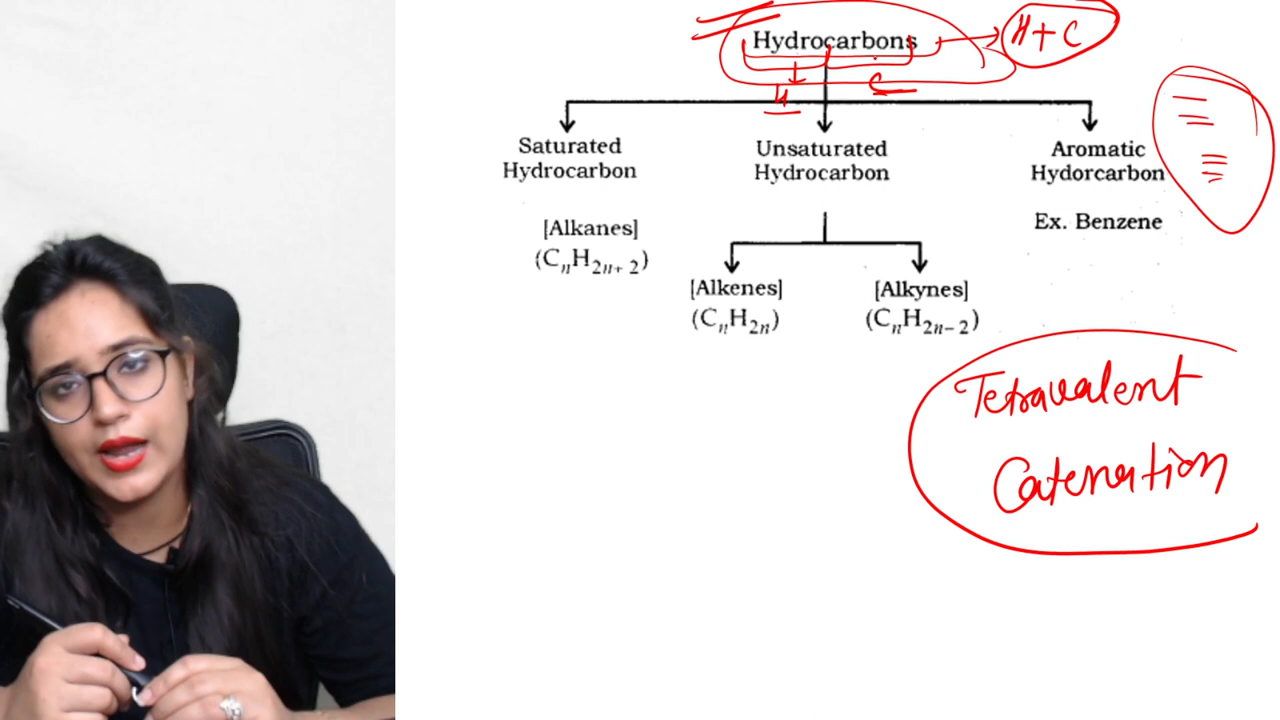 Hydrocarbons
H+C
H
C
Saturated
Hydrocarbon
Unsaturated
Hydrocarbon
Aromatic
Hydorcarbon
[Alkanes]
(CₙH₂ₙ₊₂)
Ex. Benzene
[Alkenes]
(CₙH₂ₙ)
[Alkynes]
(CₙH₂ₙ₋₂)
Tetravalent
Catenation